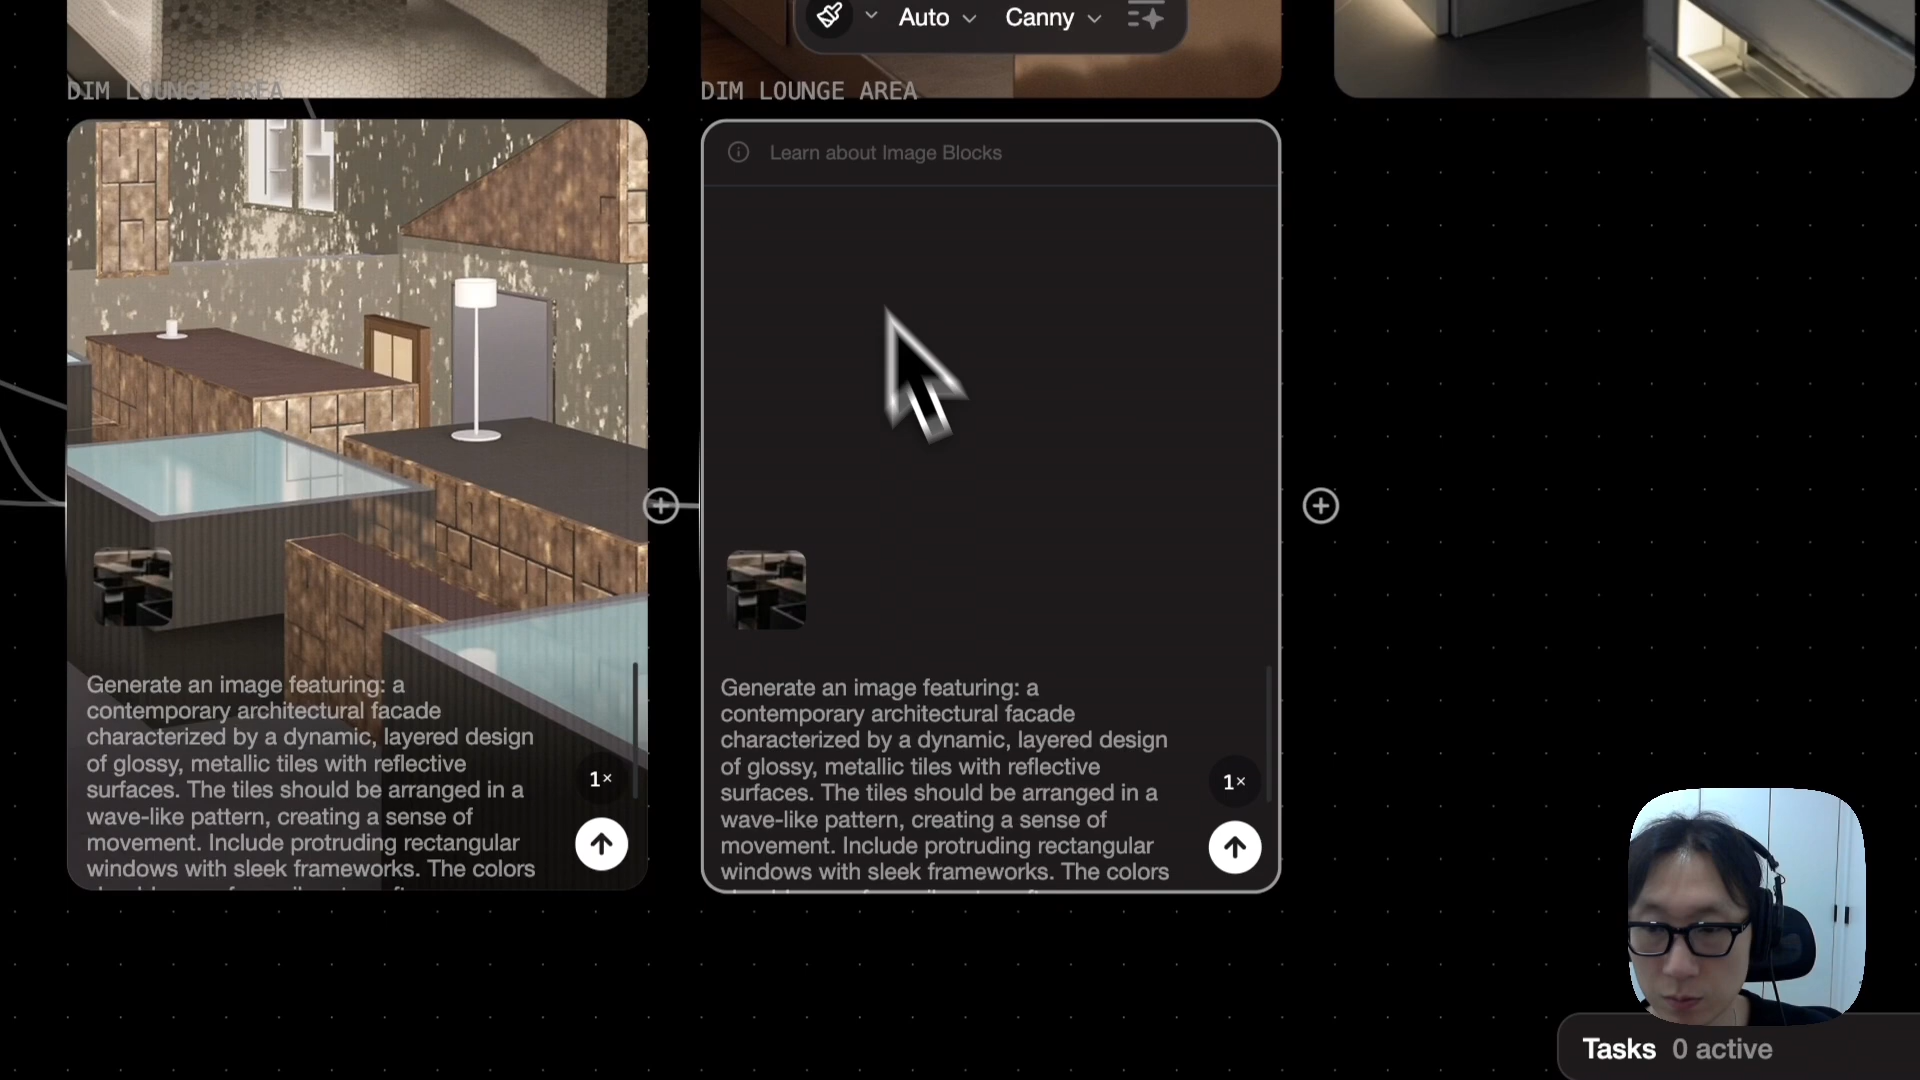 Auto
Canny
DIM LOUNGE AREA
DIM LOUNGE AREA
Learn about Image Blocks
Generate an image featuring: a
contemporary architectural facade
characterized by a dynamic, layered design
of glossy, metallic tiles with reflective
surfaces. The tiles should be arranged in a
wave-like pattern, creating a sense of
movement. Include protruding rectangular
windows with sleek frameworks. The colors
1×
Generate an image featuring: a
contemporary architectural facade
characterized by a dynamic, layered design
of glossy, metallic tiles with reflective
surfaces. The tiles should be arranged in a
wave-like pattern, creating a sense of
movement. Include protruding rectangular
windows with sleek frameworks. The colors
1×
Tasks 0 active